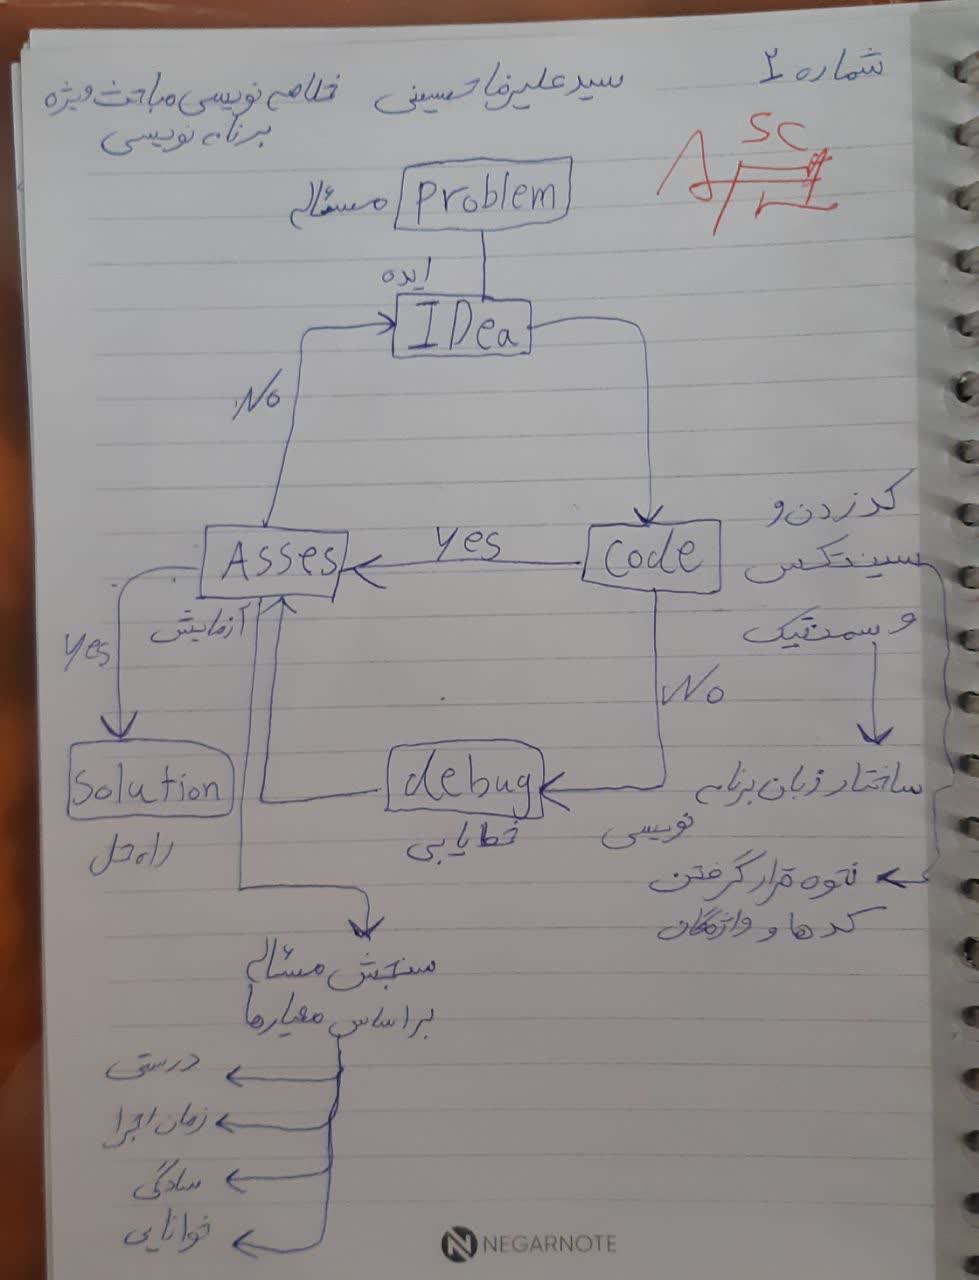 شماره ۲
سید علیرضا حسینی
خلاصه نویسی مباحث ویژه
برنامه نویسی
SC
Problem
مسئله
ایده
IDea
No
کد زدن و
سینتکس
و سمنتیک
Code
Yes
Asses
آزمایش
Yes
No
ساختار زبان برنامه
نویسی
debug
خطایابی
Solution
راه حل
نحوه قرار گرفتن
کدها و واژگان
سنجش مسئله
براساس معیارها
درستی
زمان اجرا
سادگی
خوانایی
NEGARNOTE